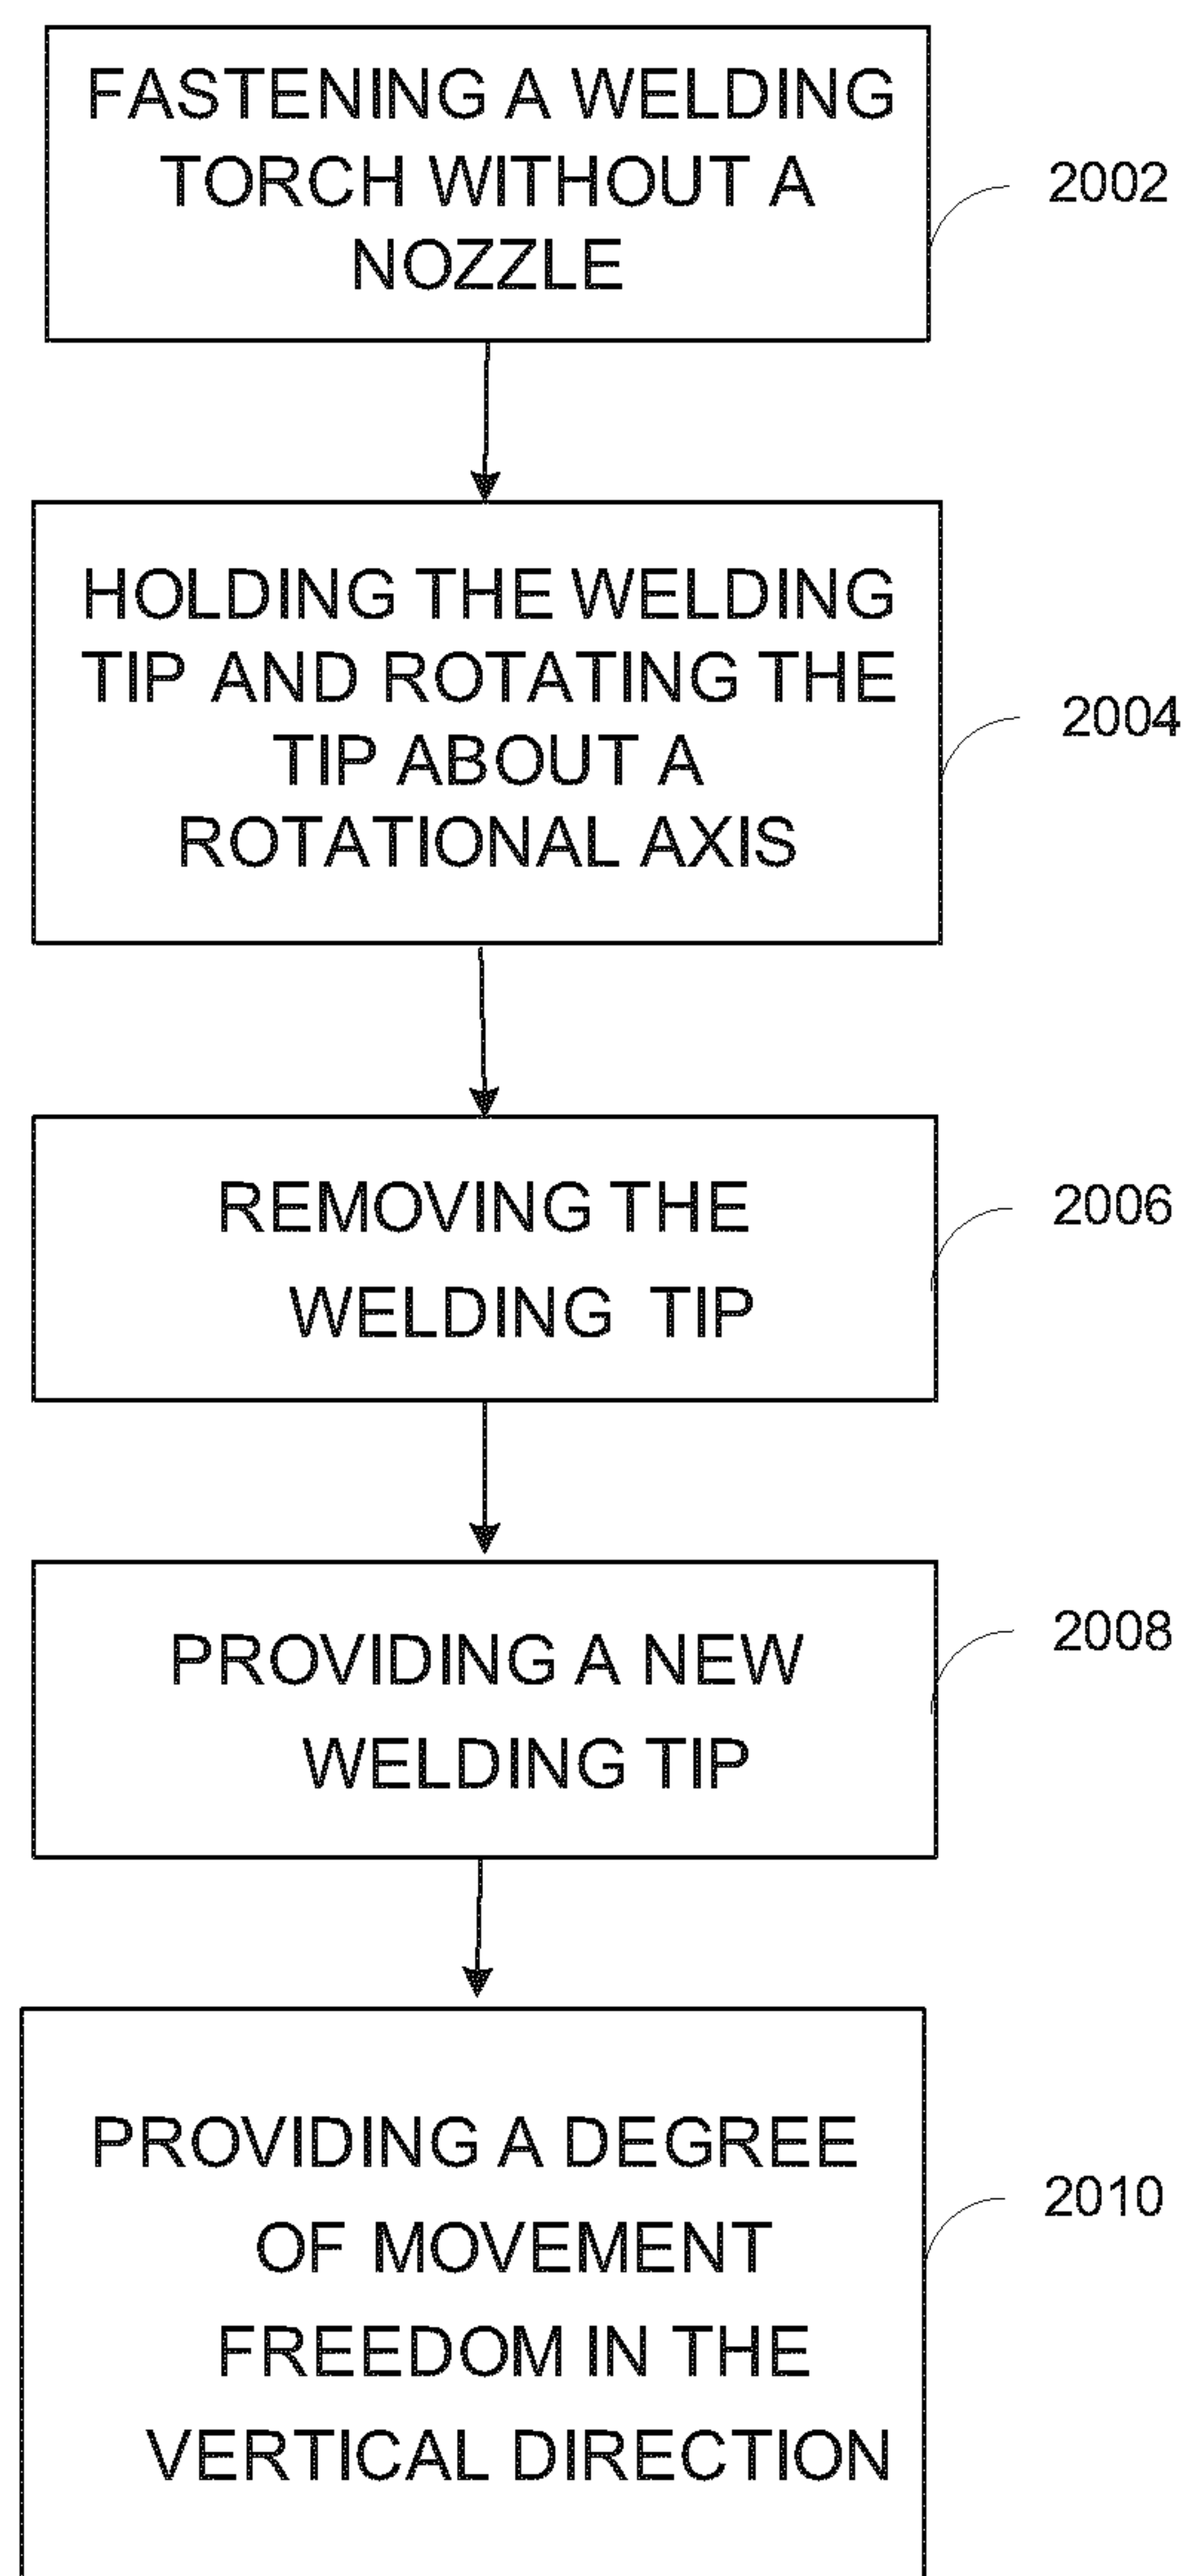 FASTENING A WELDING
TORCH WITHOUT A
NOZZLE
2002
HOLDING THE WELDING
TIP AND ROTATING THE
TIP ABOUT A
ROTATIONAL AXIS
2004
REMOVING THE
WELDING TIP
2006
PROVIDING A NEW
WELDING TIP
2008
PROVIDING A DEGREE
OF MOVEMENT
FREEDOM IN THE
VERTICAL DIRECTION
2010